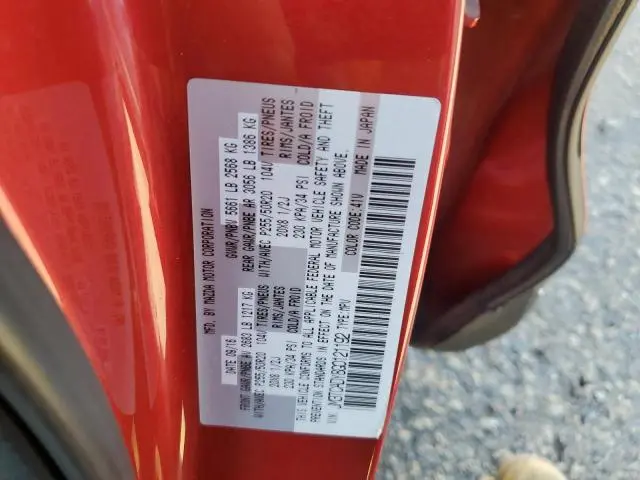 MFD. BY MAZDA MOTOR CORPORATION
DATE: 09/16 GVWR/PNBV 5661 LB 2568 KG
FRONT GAWR/PNBE AV 2683 LB 1217 KG REAR GAWR/PNBE AR 3056 LB 1386 KG
WITH/AVEC P255/50R20 104V TIRES/PNEUS WITH/AVEC P255/50R20 104V TIRES/PNEUS
20X8 1/2J RIMS/JANTES 20X8 1/2J RIMS/JANTES
230 KPA/34 PSI COLD/A FROID 230 KPA/34 PSI COLD/A FROID
THIS VEHICLE CONFORMS TO ALL APPLICABLE FEDERAL MOTOR VEHICLE SAFETY AND THEFT
PREVENTION STANDARDS IN EFFECT ON THE DATE OF MANUFACTURE SHOWN ABOVE.
VIN: JM3TCADY8G0121192 TYPE:MPV COLOR CODE:41V MADE IN JAPAN